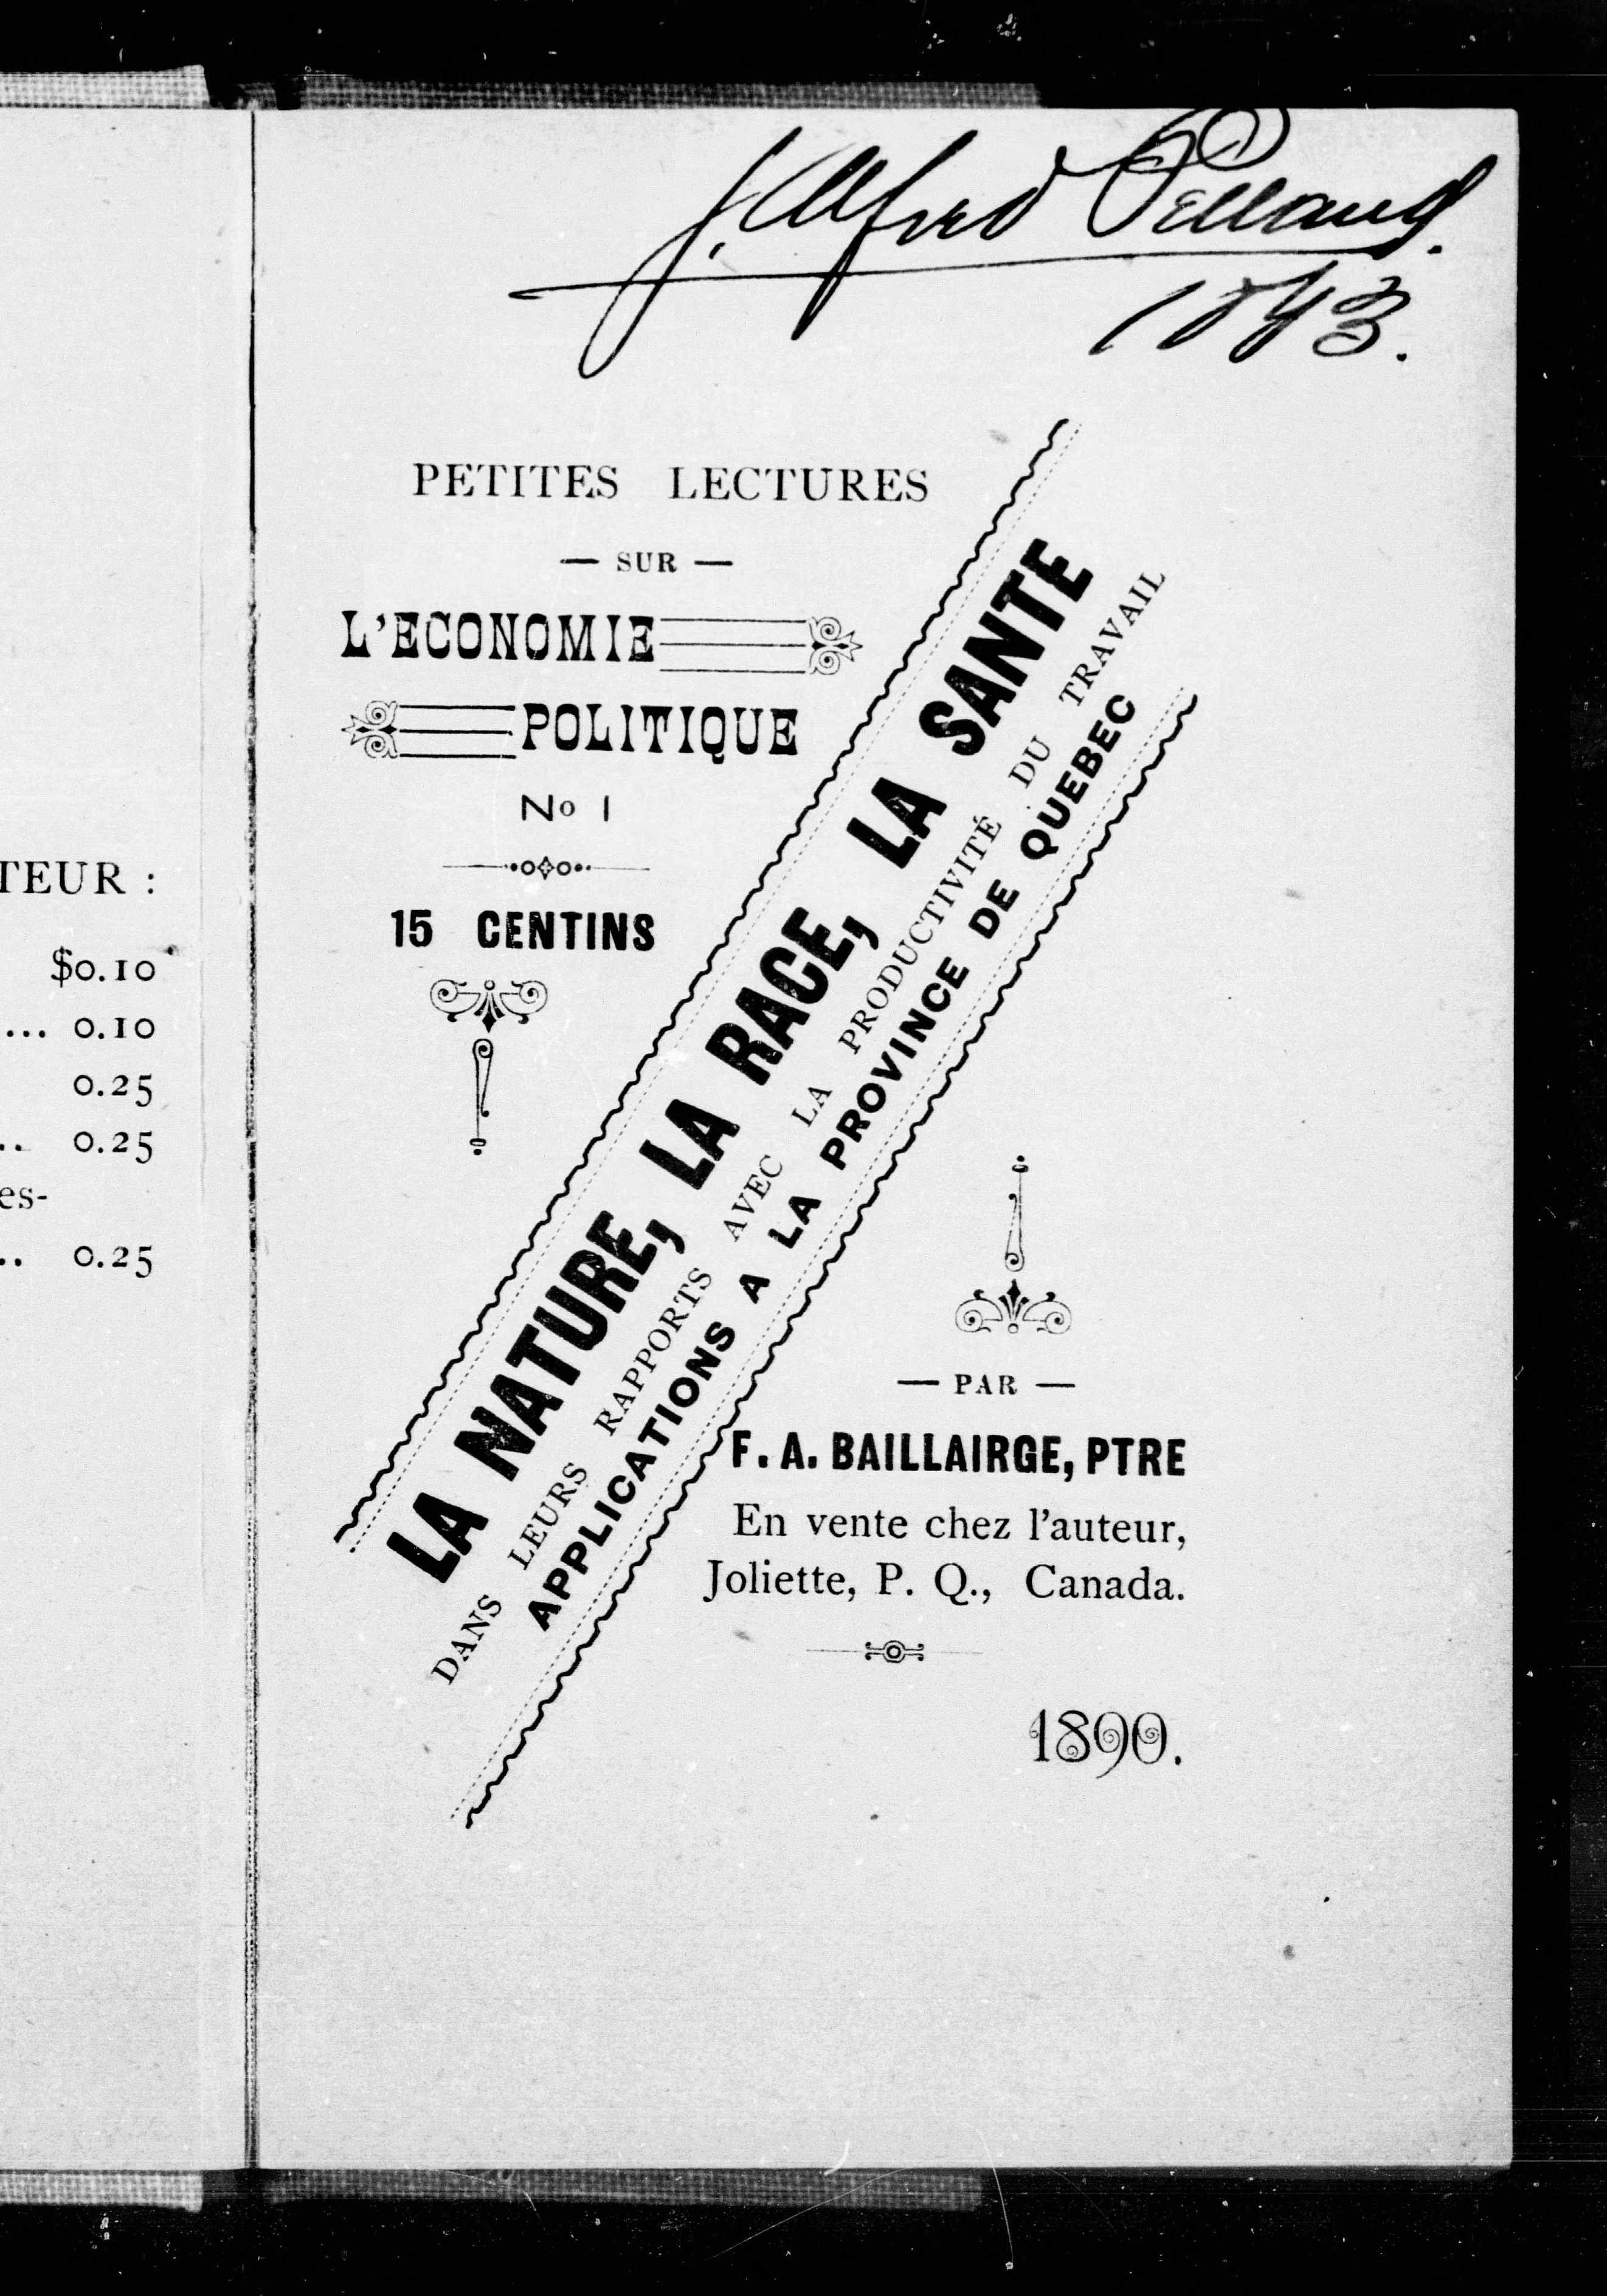 J. Alfred Pelland.
1893.
TEUR :
$0.10
... 0.10
0.25
.. 0.25
es-
.. 0.25
PETITES LECTURES
— SUR —
L'ECONOMIE
POLITIQUE
No 1
15 CENTINS
LA NATURE, LA RACE, LA SANTE
DANS LEURS RAPPORTS AVEC LA PRODUCTIVITÉ DU TRAVAIL
APPLICATIONS A LA PROVINCE DE QUEBEC
— PAR —
F. A. BAILLAIRGE, PTRE
En vente chez l'auteur,
Joliette, P. Q., Canada.
1890.